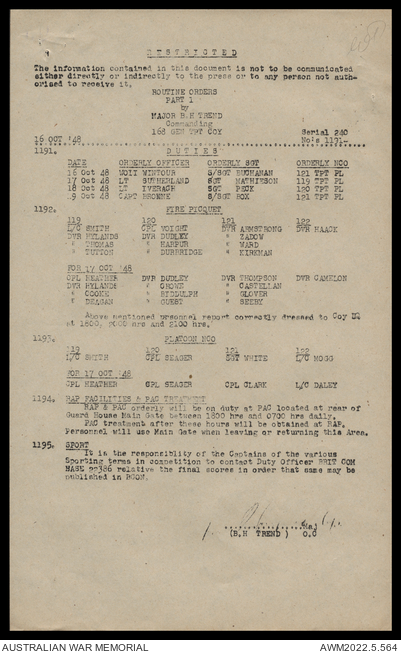 RESTRICTED
The information contained in this document is not to be communicated
either directly or indirectly to the press or to any person not auth-
orised to receive it.
ROUTINE ORDERS
PART 1
by
MAJOR B.H TREND
Commanding
168 GEN TPT COY
Serial 240
16 OCT '48
No's 1191-
1191. DUTIES
DATE ORDERLY OFFICER ORDERLY SGT ORDERLY NCO
16 Oct 48 WOII WINTOUR S/SGT BUCHANAN 121 TPT PL
17 Oct 48 LT SUTHERLAND SGT MATHIESON 119 TPT PL
18 Oct 48 LT IVERACH SGT PECK 120 TPT PL
19 Oct 48 CAPT BROWNE S/SGT BOX 121 TPT PL
1192. FIRE PICQUET
119 120 121 122
L/C SMITH CPL VOIGHT DVR ARMSTRONG DVR HAACK
DVR HYLANDS DVR DUDLEY " ZADOW
" THOMAS " HARPUR " WARD
" TUTTON " DURBRIDGE " KIRKMAN
FOR 17 OCT '48
CPL HEATHER DVR DUDLEY DVR THOMPSON DVR CAMELON
DVR HYLANDS " CROWE " CASTELLAN
" COOKE " BIDDULPH " GLOVER
" DEAGAN " GUEST " BEEBY
Above mentioned personnel report correctly dressed to Coy HQ
at 1800, 2000 hrs and 2100 hrs.
1193. PLATOON NCO
119 120 121 122
L/C SMITH CPL SEAGER SGT WHITE L/C MOGG
FOR 17 OCT '48
CPL HEATHER CPL SEAGER CPL CLARK L/C DALEY
1194. RAP FACILITIES & PAC TREATMENT
RAP & PAC orderly will be on duty at PAC located at rear of
Guard House Main Gate between 1800 hrs and 0700 hrs daily.
PAC treatment after these hours will be obtained at RAP.
Personnel will use Main Gate when leaving or returning this Area.
1195. SPORT
It is the responsiblity of the Captains of the various
Sporting terms in competition to contact Duty Officer BRIT COM
BASE 22386 relative the final scores in order that same may be
published in BCON.
Maj
(B.H TREND) O.C
AUSTRALIAN WAR MEMORIAL
AWM2022.5.564